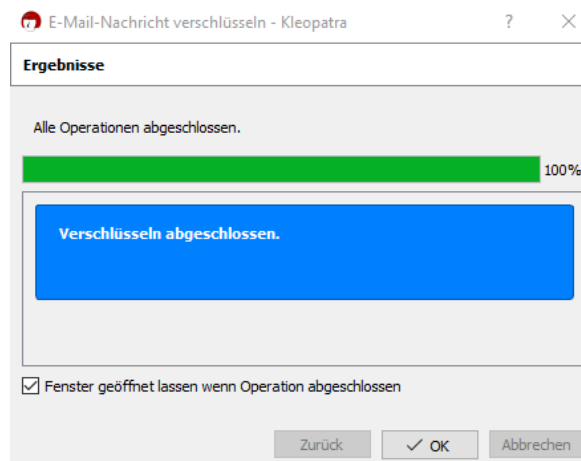 E-Mail-Nachricht verschlüsseln - Kleopatra
Ergebnisse
Alle Operationen abgeschlossen.
100%
Verschlüsseln abgeschlossen.
Fenster geöffnet lassen wenn Operation abgeschlossen
Zurück OK Abbrechen